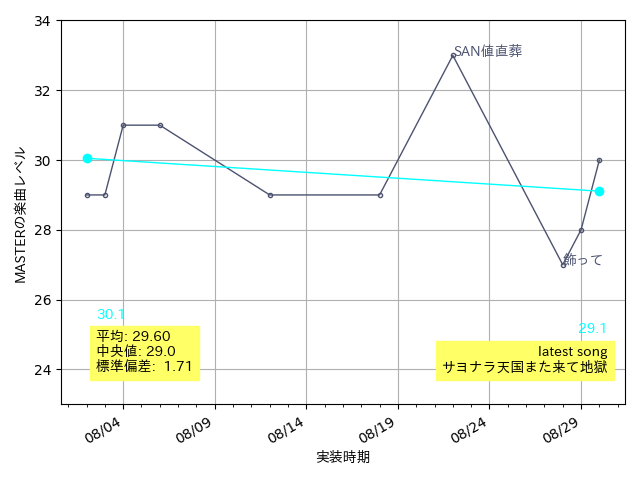 34
32
30
28
26
24
MASTERの楽曲レベル
SAN値直葬
飾って
30.1
平均: 29.60
中央値: 29.0
標準偏差: 1.71
29.1
latest song
サヨナラ天国また来て地獄
08/04
08/09
08/14
08/19
08/24
08/29
実装時期